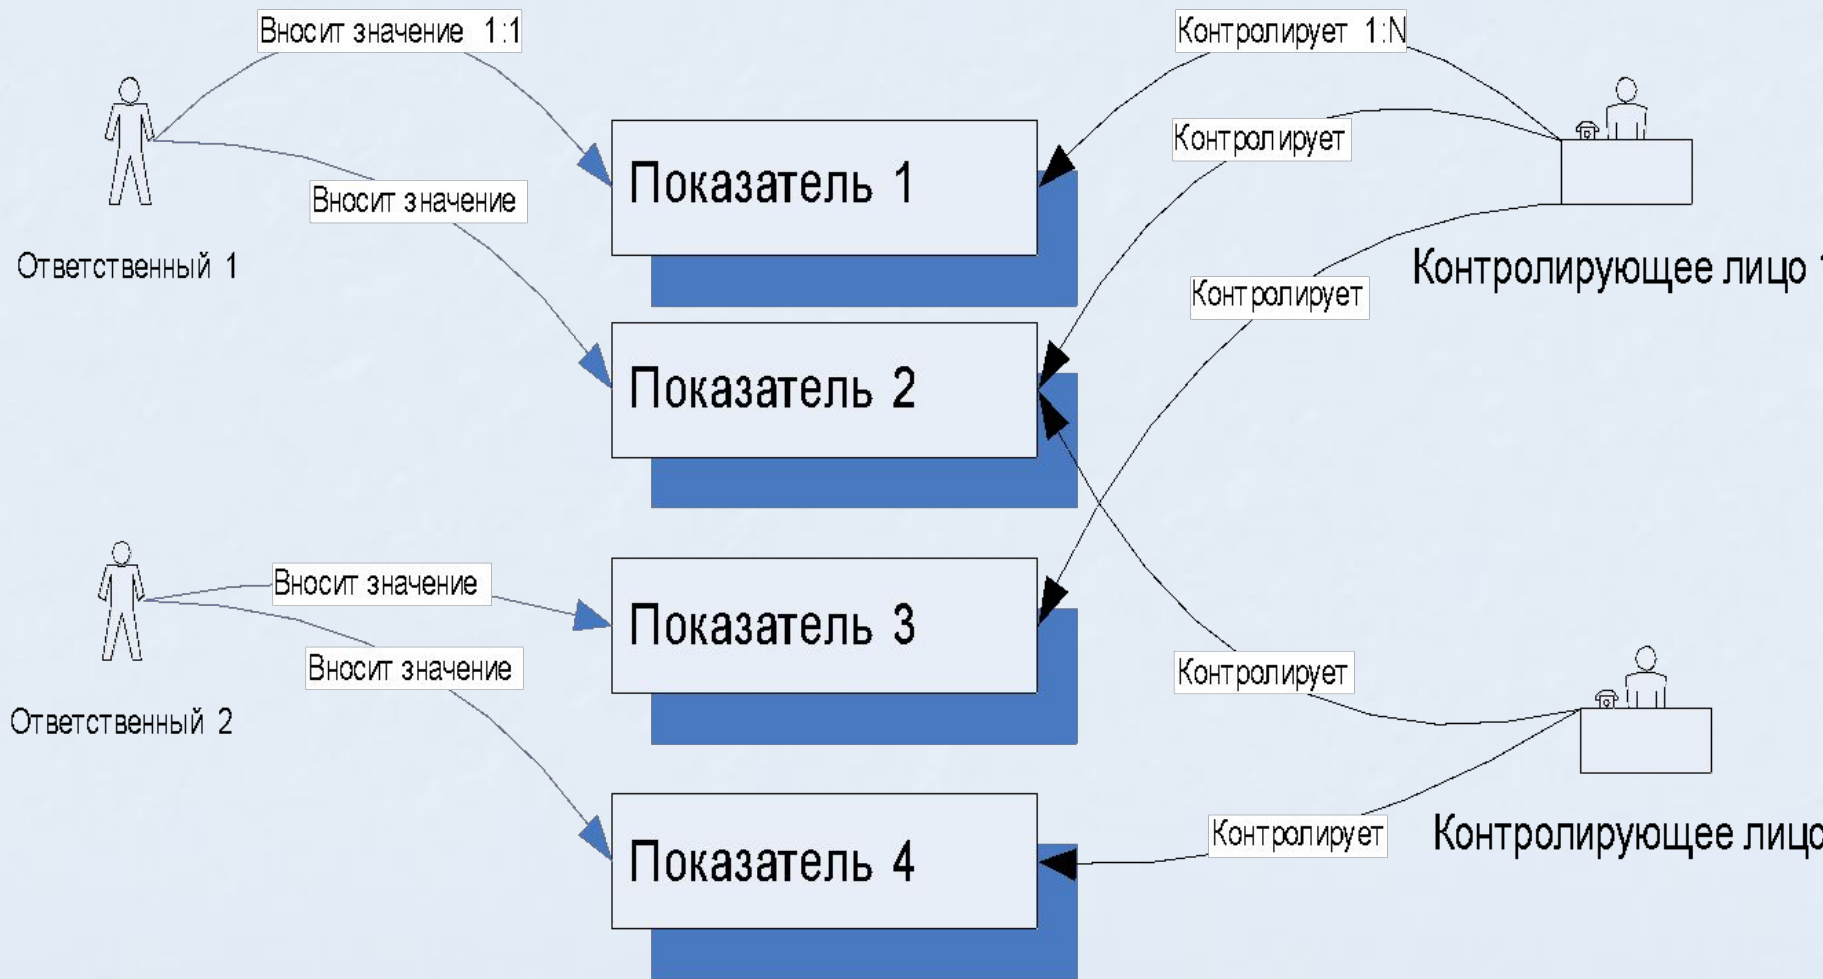 Вносит значение 1:1
Контролирует 1:N
Контролирует
Показатель 1
Вносит значение
Ответственный 1
Контролирующее лицо 1
Контролирует
Показатель 2
Вносит значение
Показатель 3
Вносит значение
Контролирует
Ответственный 2
Контролирует
Контролирующее лицо
Показатель 4